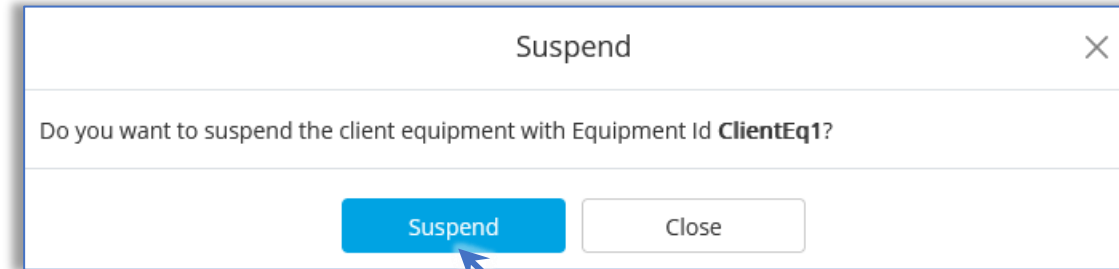 Suspend
Do you want to suspend the client equipment with Equipment Id ClientEq1?
Suspend
Close